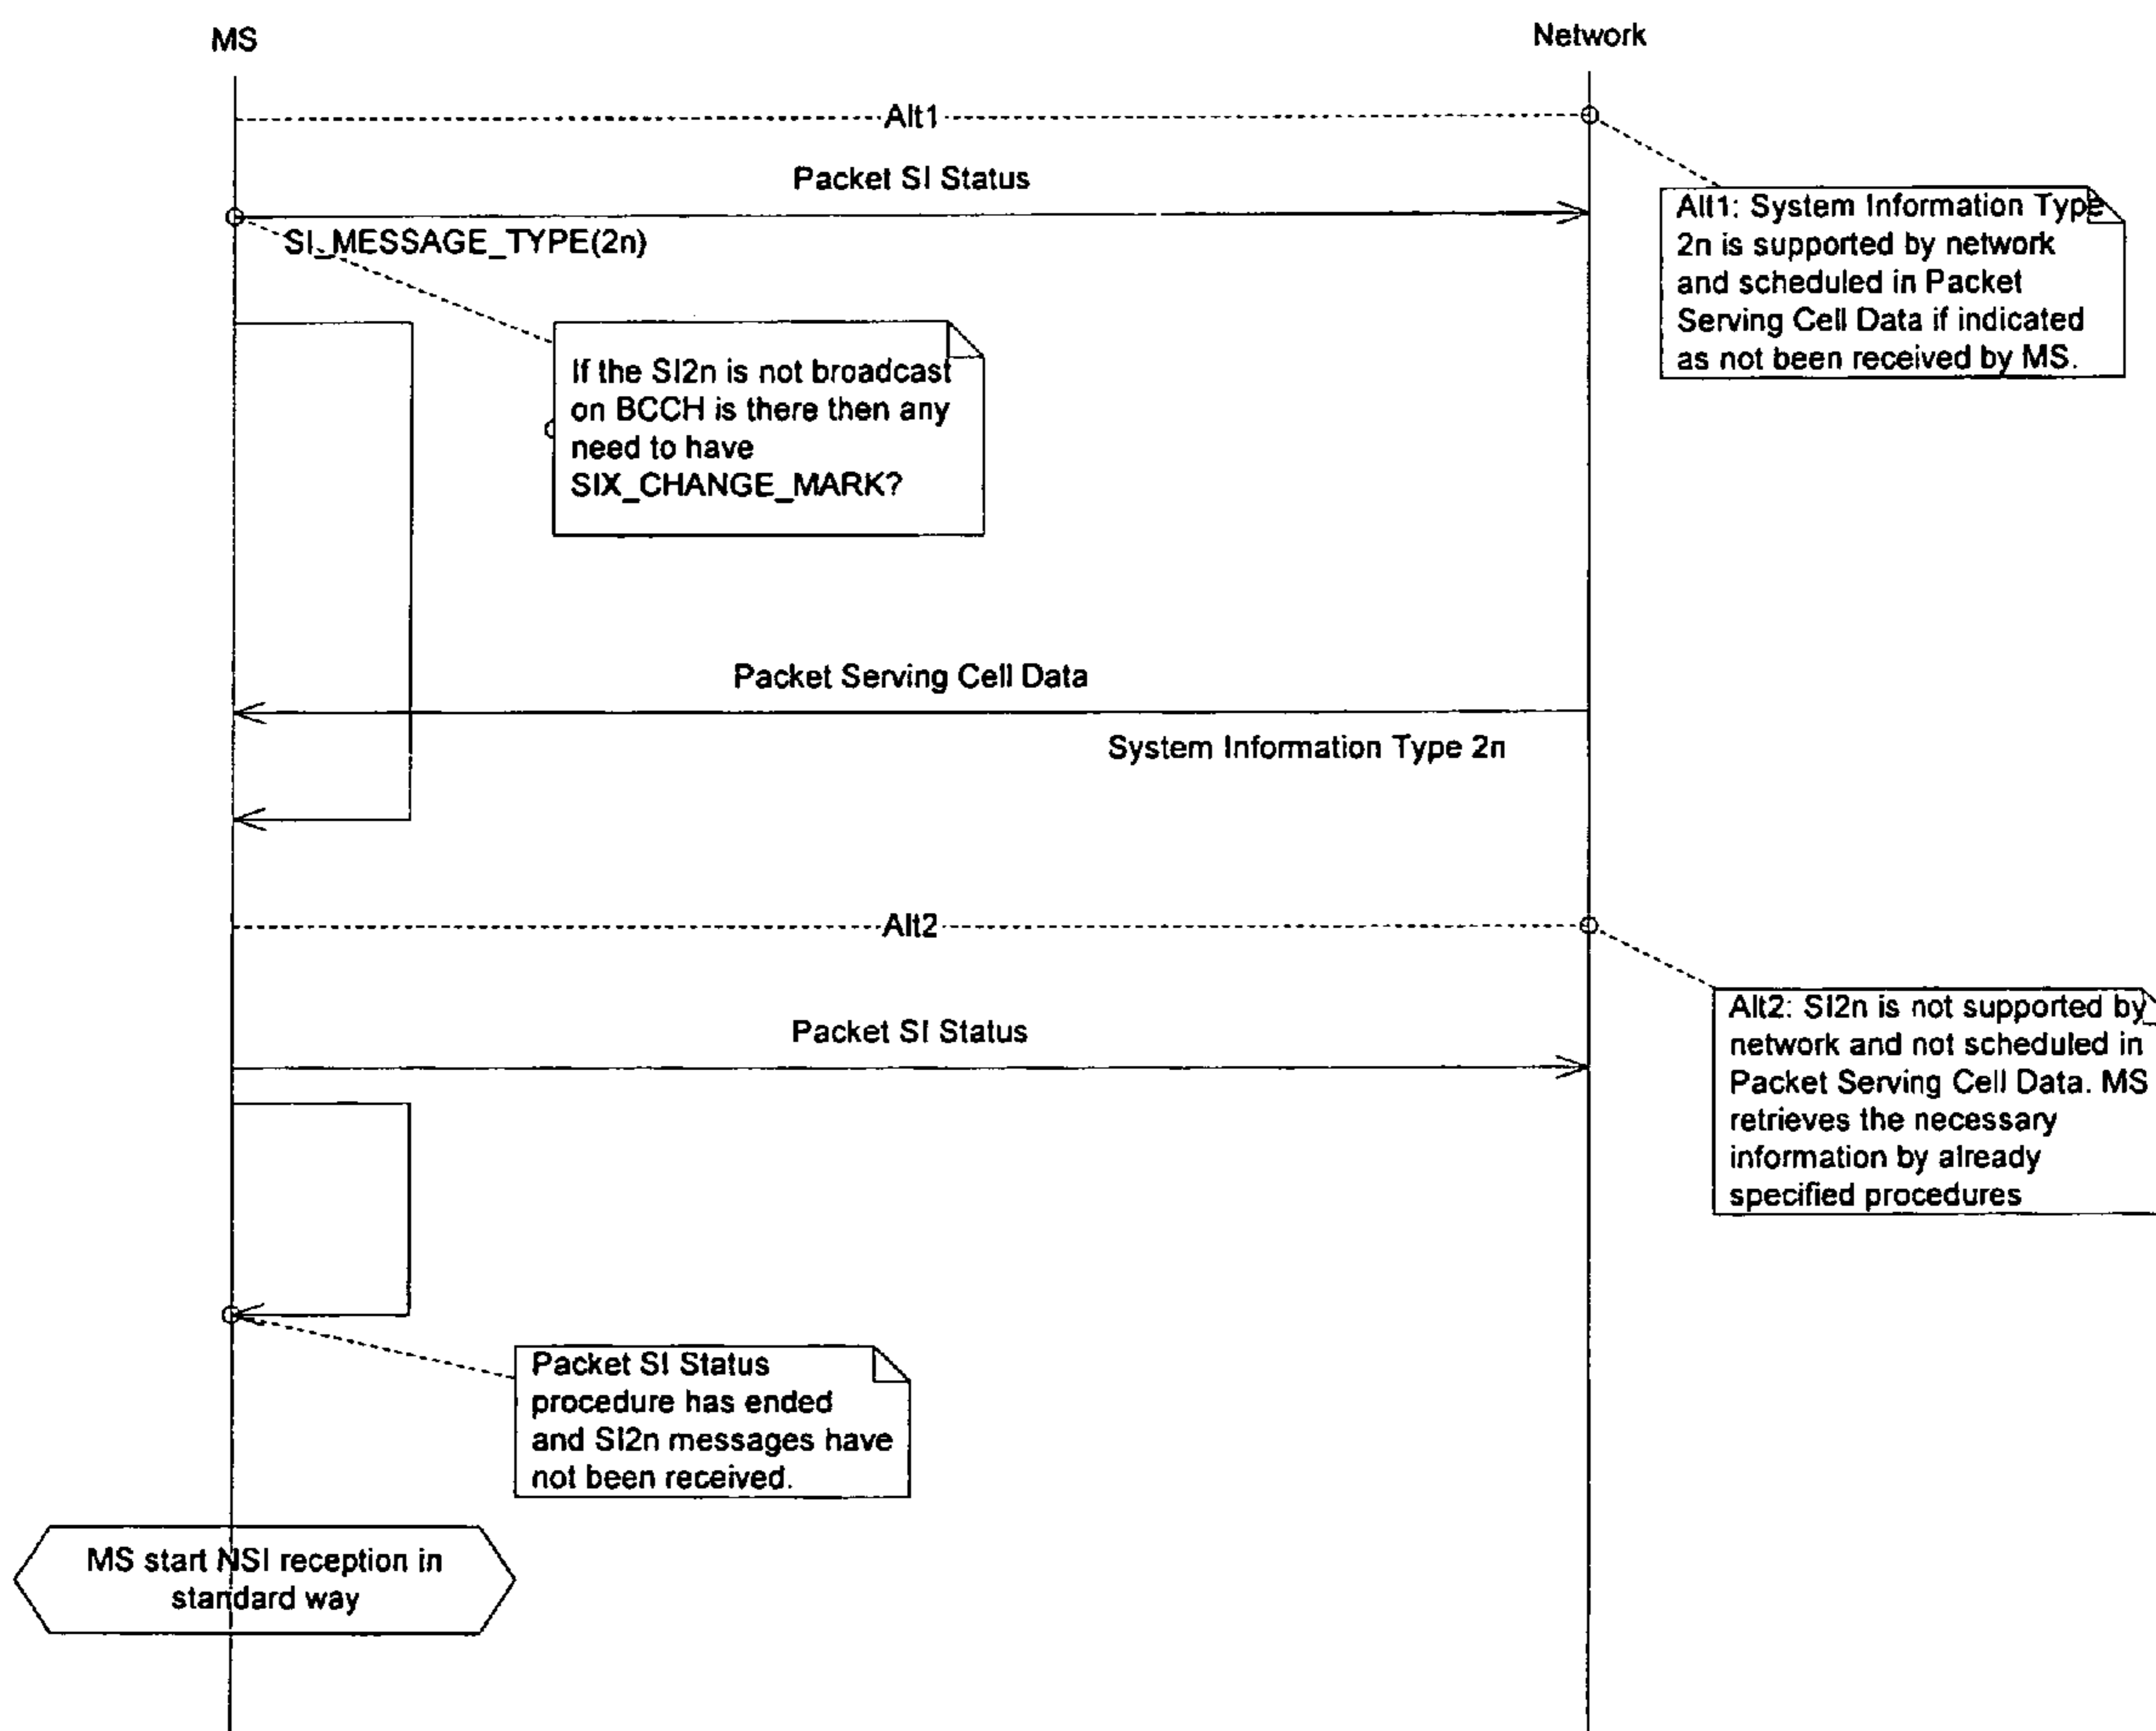 MS
Network
Alt1
Packet SI Status
SI_MESSAGE_TYPE(2n)
Alt1: System Information Type
2n is supported by network
and scheduled in Packet
Serving Cell Data if indicated
as not been received by MS.
If the SI2n is not broadcast
on BCCH is there then any
need to have
SIX_CHANGE_MARK?
Packet Serving Cell Data
System Information Type 2n
Alt2
Packet SI Status
Alt2: SI2n is not supported by
network and not scheduled in
Packet Serving Cell Data. MS
retrieves the necessary
information by already
specified procedures
Packet SI Status
procedure has ended
and SI2n messages have
not been received.
MS start NSI reception in
standard way